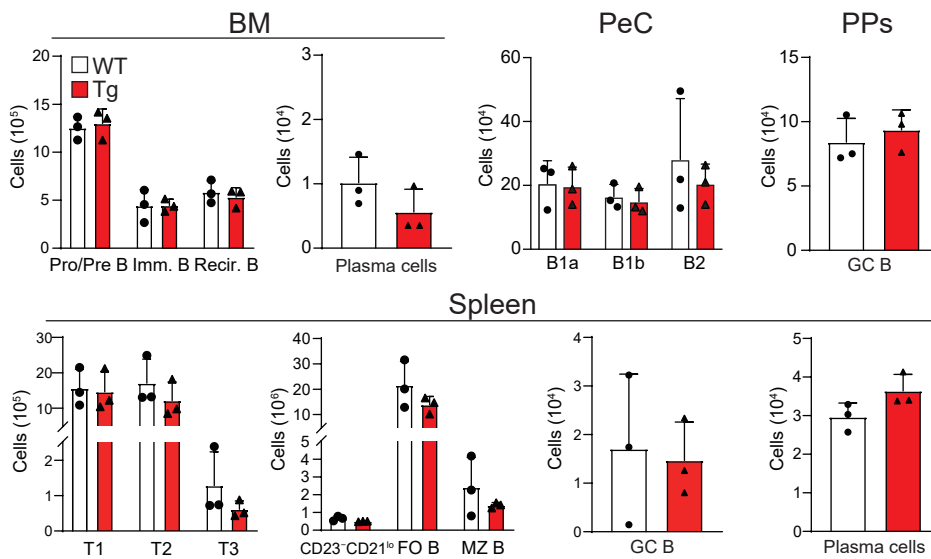 BM
PeC
PPs
WT
Tg
Cells (10⁵)
20
15
10
5
0
Pro/Pre B Imm. B Recir. B
Cells (10⁴)
3
2
1
0
Plasma cells
Cells (10⁴)
60
40
20
0
B1a B1b B2
Cells (10⁴)
15
10
5
0
GC B
Spleen
Cells (10⁵)
30
20
10
2
1
0
T1 T2 T3
Cells (10⁶)
40
30
20
10
5
4
3
2
1
0
CD23⁻CD21ˡᵒ FO B MZ B
Cells (10⁴)
4
3
2
1
0
GC B
Cells (10⁴)
5
4
3
2
1
0
Plasma cells